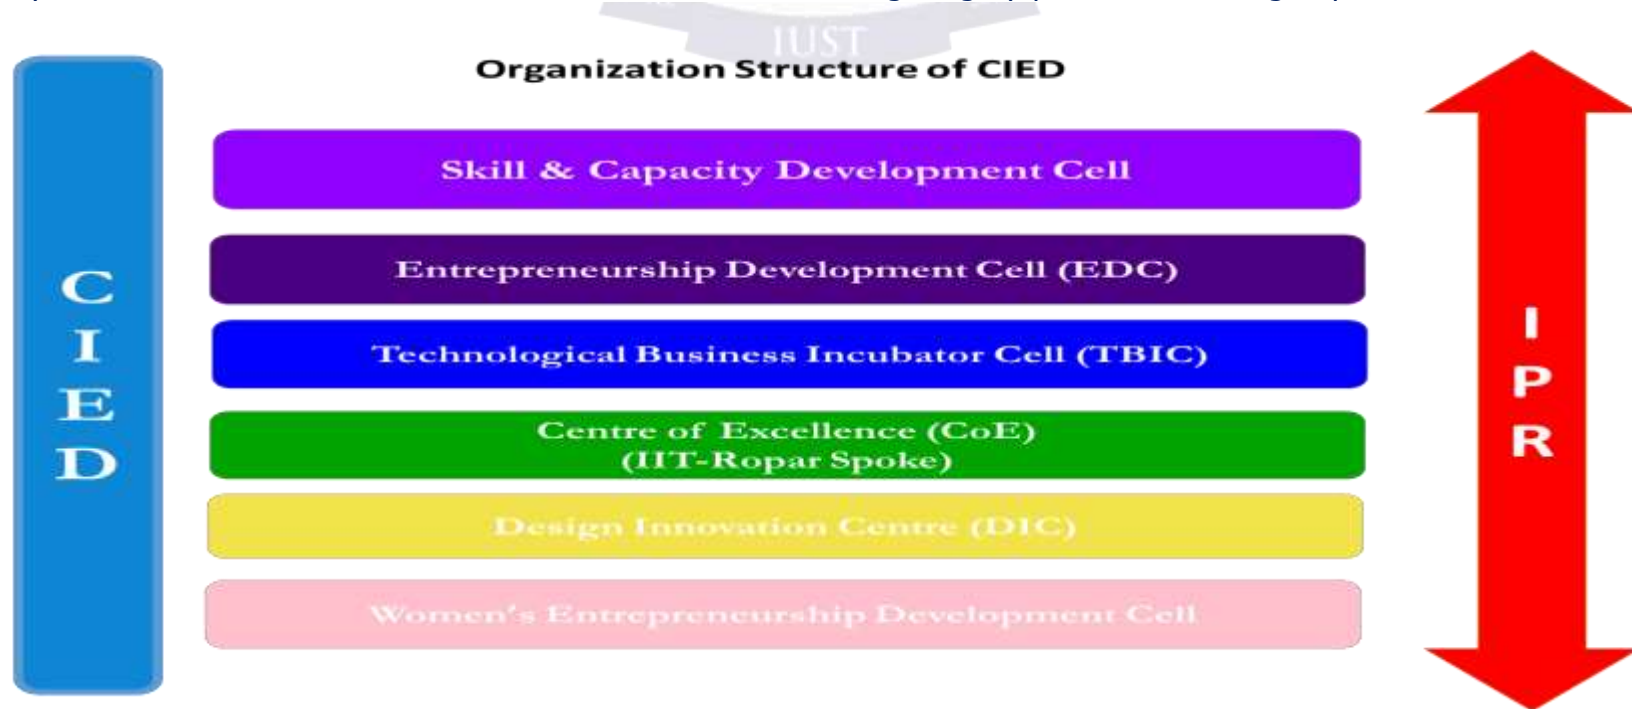 IUST
Organization Structure of CIED
C
I
E
D
Skill & Capacity Development Cell
Entrepreneurship Development Cell (EDC)
Technological Business Incubator Cell (TBIC)
Centre of Excellence (CoE)
(IIT-Ropar Spoke)
Design Innovation Centre (DIC)
Women's Entrepreneurship Development Cell
I
P
R